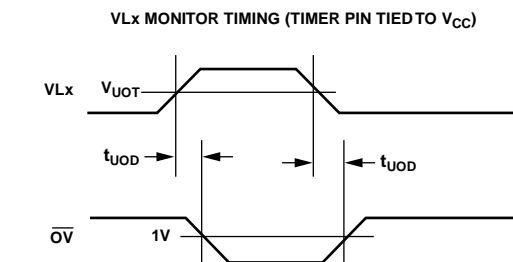 VLx MONITOR TIMING (TIMER PIN TIED TO VCC)
VLx
VUOT
tUOD
tUOD
OV
1V